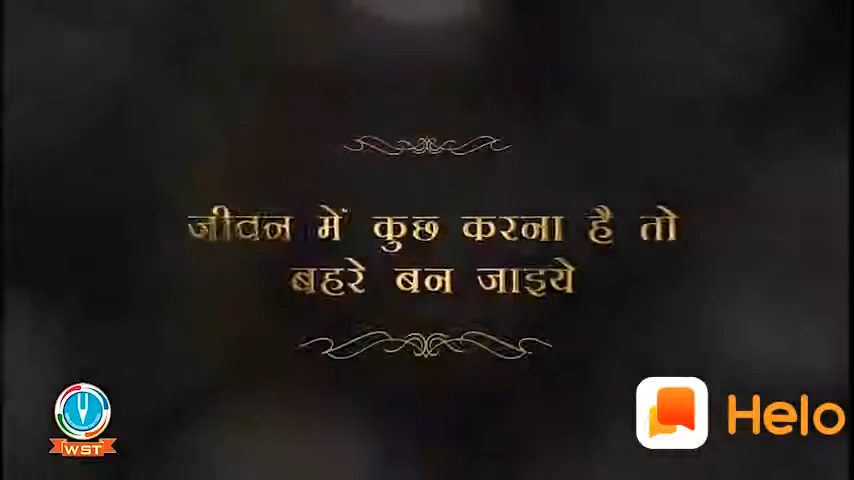 जीवन में कुछ करना है तो
बहरे बन जाइये
WST
Helo